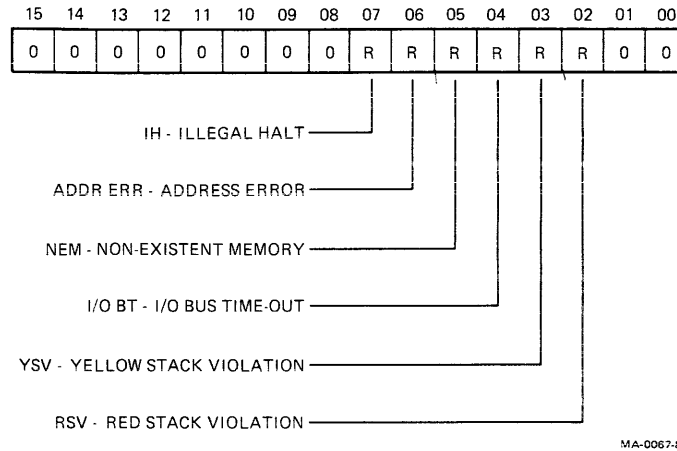 15 14 13 12 11 10 09 08 07 06 05 04 03 02 01 00
0 0 0 0 0 0 0 0 R R R R R R 0 0
IH - ILLEGAL HALT
ADDR ERR - ADDRESS ERROR
NEM - NON-EXISTENT MEMORY
I/O BT - I/O BUS TIME-OUT
YSV - YELLOW STACK VIOLATION
RSV - RED STACK VIOLATION